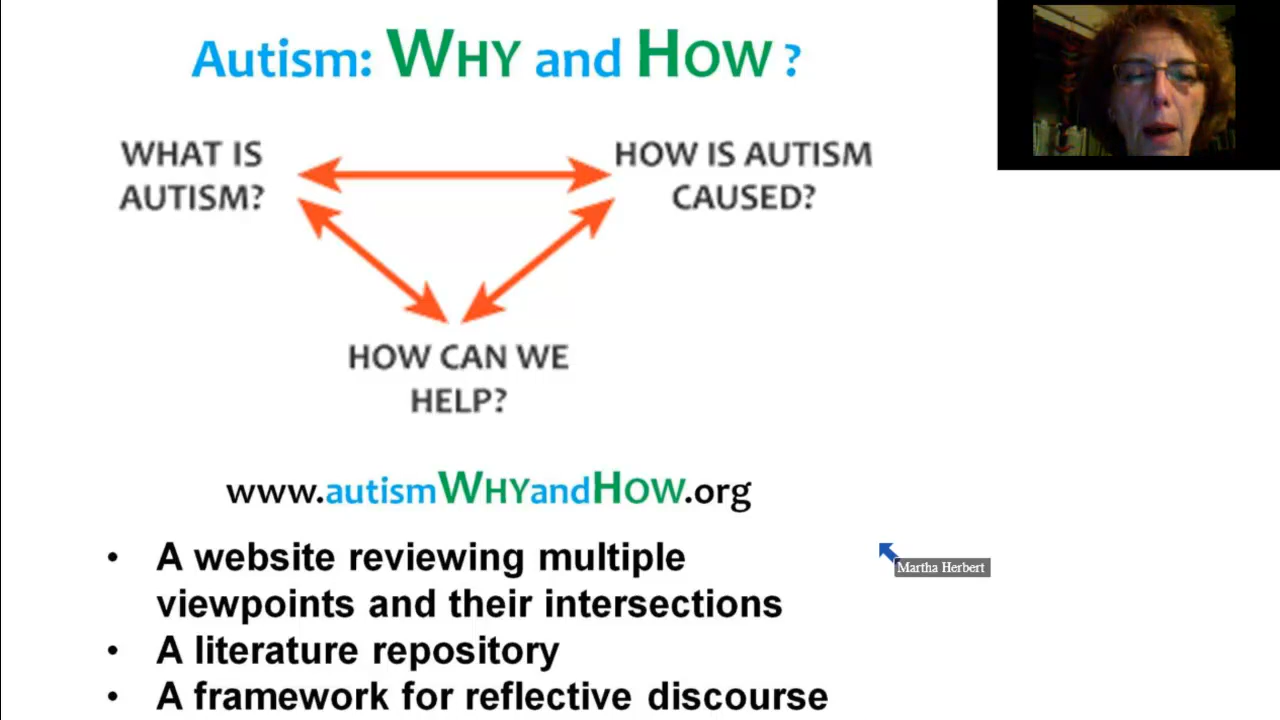 Autism: WHY and HOW ?
WHAT IS
AUTISM?
HOW IS AUTISM
CAUSED?
HOW CAN WE
HELP?
www.autismWHYandHOW.org
• A website reviewing multiple
viewpoints and their intersections
Martha Herbert
• A literature repository
• A framework for reflective discourse